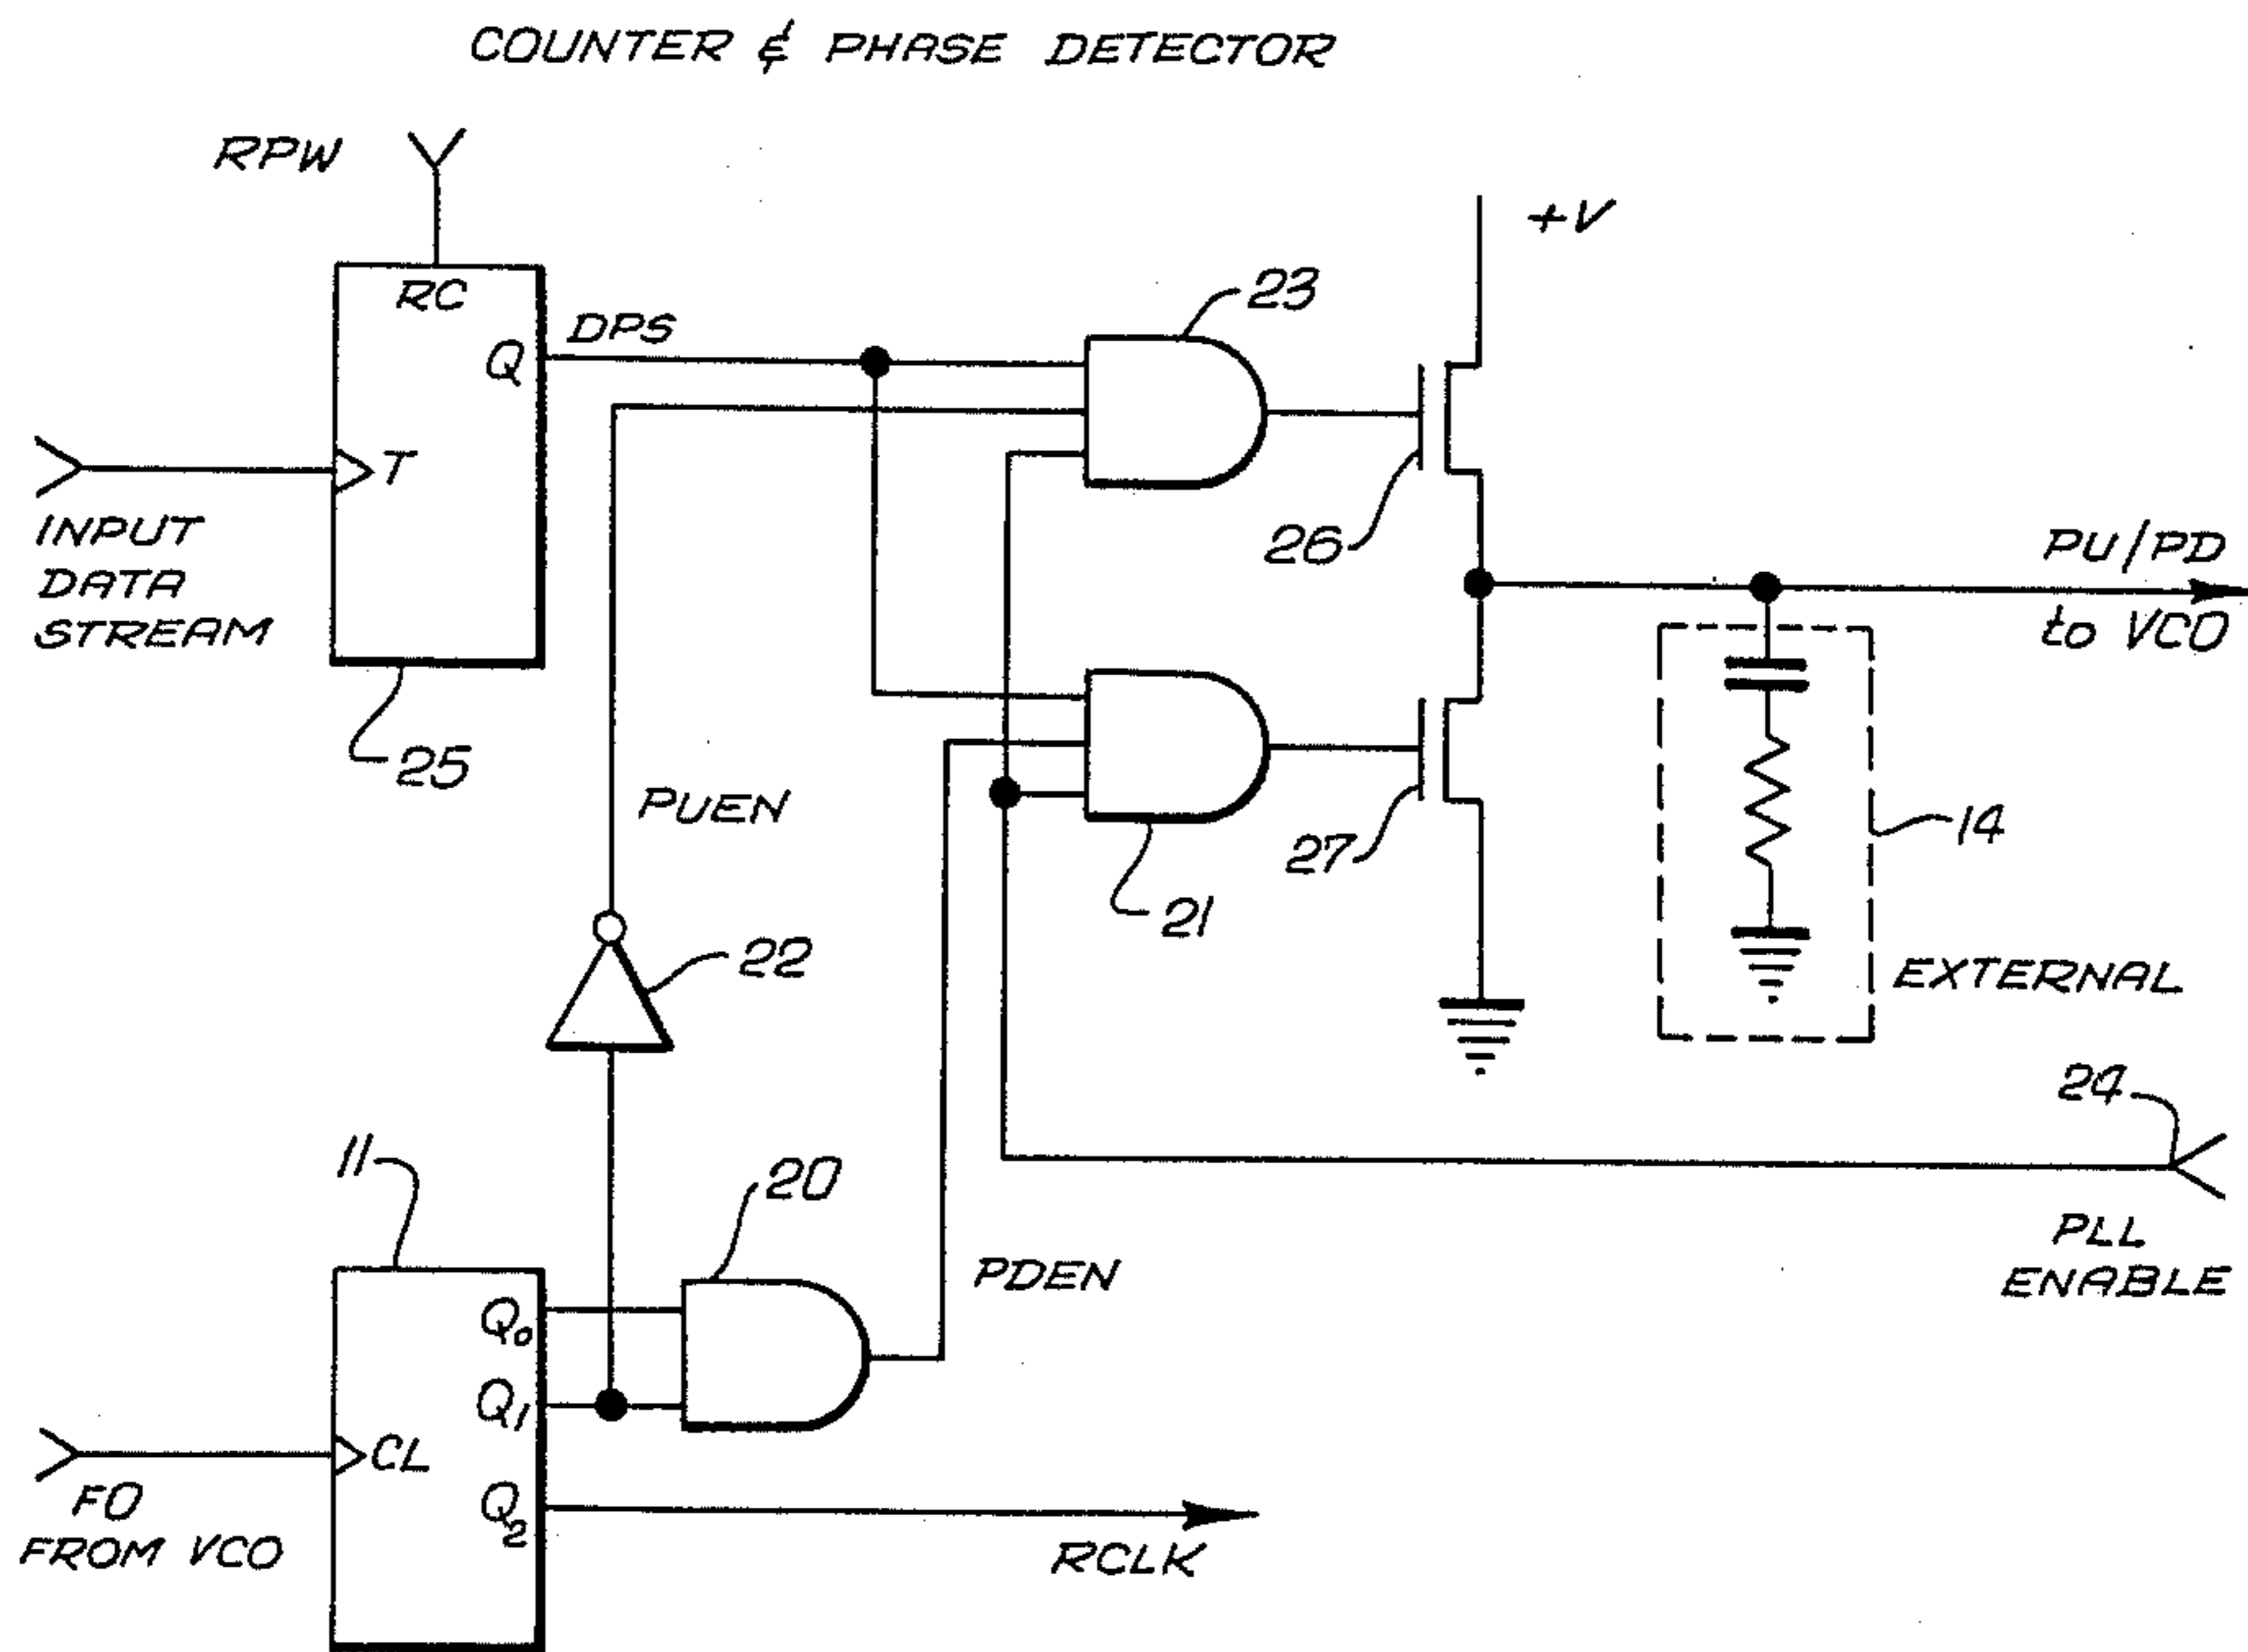 COUNTER & PHASE DETECTOR
RPW
RC
Q
DPS
T
INPUT
DATA
STREAM
25
23
+V
26
PU/PD
to VCO
PUEN
27
14
21
22
EXTERNAL
24
11
20
PLL
ENABLE
PDEN
Q0
Q1
CL
Q2
FO
FROM VCO
RCLK